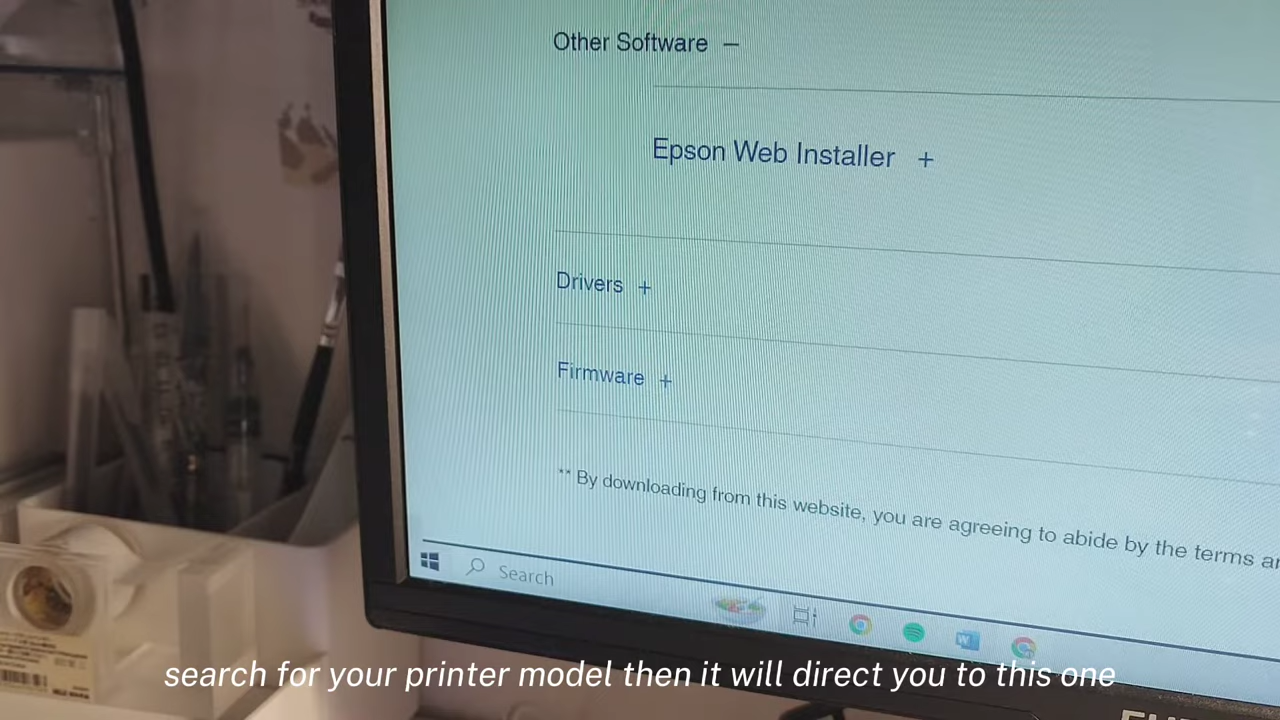 Other Software −
Epson Web Installer +
Drivers +
Firmware +
** By downloading from this website, you are agreeing to abide by the terms
Search
search for your printer model then it will direct you to this one